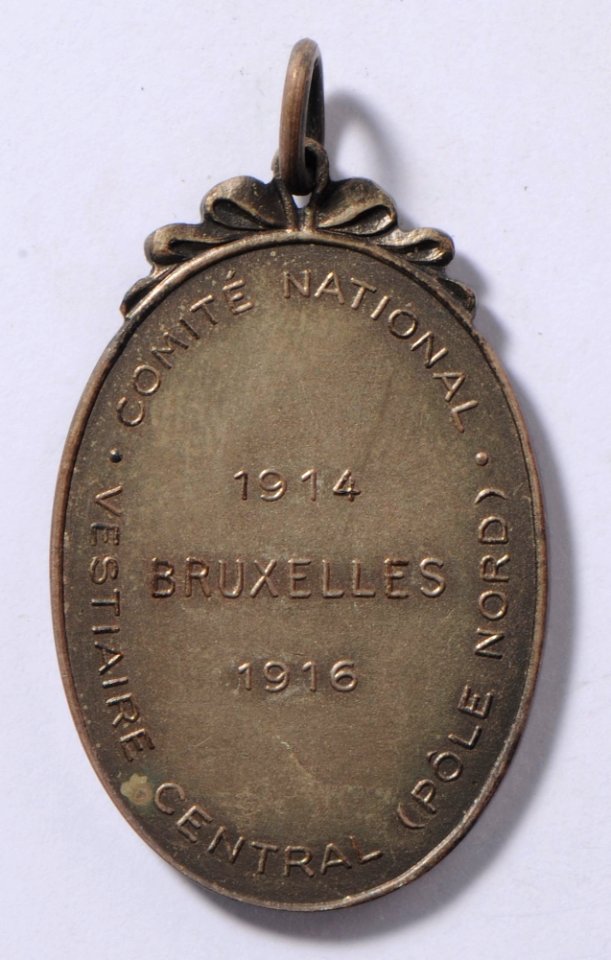 COMITÉ NATIONAL
1914
BRUXELLES
1916
VESTIAIRE CENTRAL (PÔLE NORD)